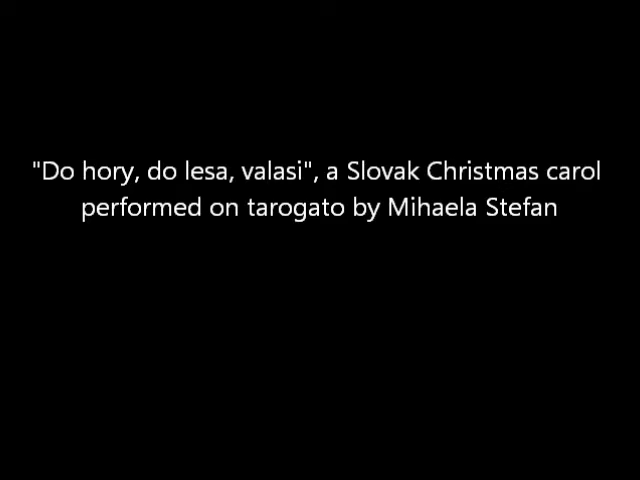 "Do hory, do lesa, valasi", a Slovak Christmas carol
performed on tarogato by Mihaela Stefan